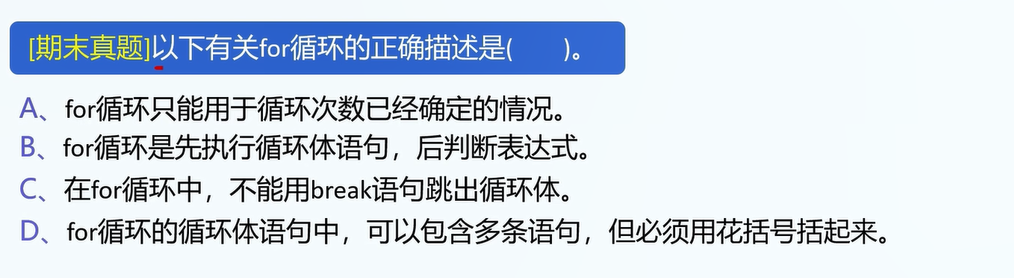 [期末真题]以下有关for循环的正确描述是(      )。
A、for循环只能用于循环次数已经确定的情况。
B、for循环是先执行循环体语句，后判断表达式。
C、在for循环中，不能用break语句跳出循环体。
D、for循环的循环体语句中，可以包含多条语句，但必须用花括号括起来。